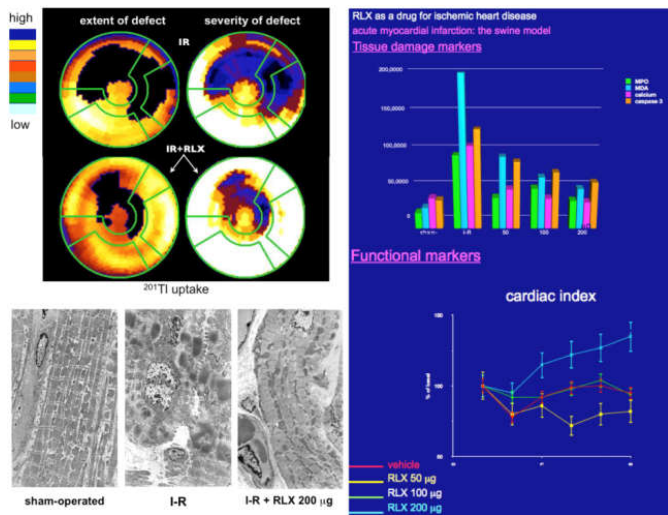 high
low
extent of defect
severity of defect
IR
IR+RLX
²⁰¹Tl uptake
sham-operated
I-R
I-R + RLX 200 µg
RLX as a drug for ischemic heart disease
acute myocardial infarction: the swine model
Tissue damage markers
200,0000
150,0000
100,0000
50,0000
0
MPO
MDA
calcium
caspase 3
sham-
I-R
50
100
200
Functional markers
cardiac index
% of basal
100
vehicle
RLX 50 µg
RLX 100 µg
RLX 200 µg